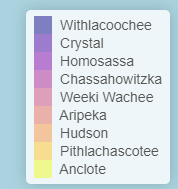 Withlacoochee
Crystal
Homosassa
Chassahowitzka
Weeki Wachee
Aripeka
Hudson
Pithlachascotee
Anclote